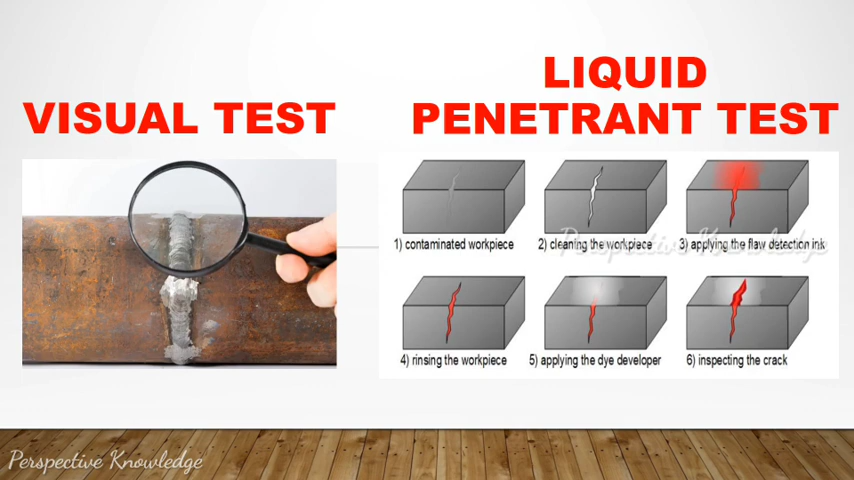 VISUAL TEST
LIQUID
PENETRANT TEST
1) contaminated workpiece
2) cleaning the workpiece
3) applying the flaw detection ink
Perspective Knowledge
4) rinsing the workpiece
5) applying the dye developer
6) inspecting the crack
Perspective Knowledge